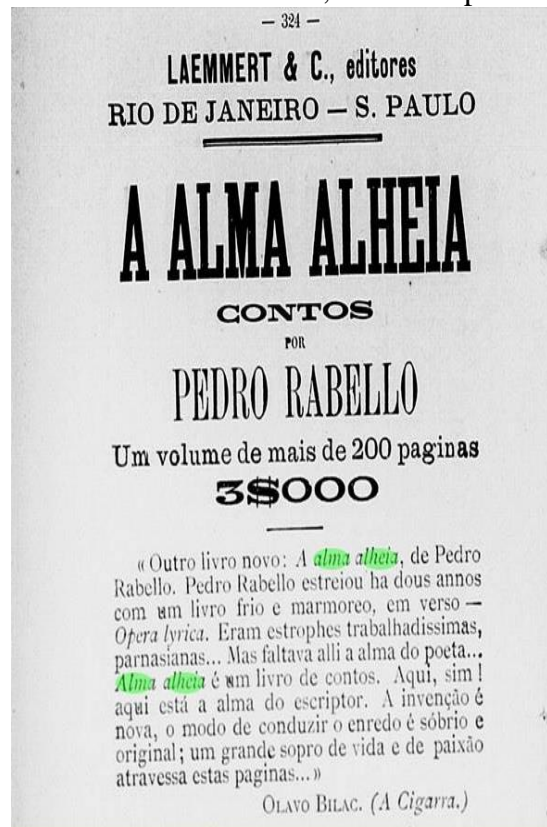 — 324 —
LAEMMERT & C., editores
RIO DE JANEIRO — S. PAULO
A ALMA ALHEIA
CONTOS
POR
PEDRO RABELLO
Um volume de mais de 200 paginas
3$000
« Outro livro novo: A alma alheia, de Pedro
Rabello. Pedro Rabello estreiou ha dous annos
com um livro frio e marmoreo, em verso —
Opera lyrica. Eram estrophes trabalhadissimas,
parnasianas... Mas faltava alli a alma do poeta...
Alma alheia é um livro de contos. Aqui, sim !
aqui está a alma do escriptor. A invenção é
nova, o modo de conduzir o enredo é sóbrio e
original; um grande sopro de vida e de paixão
atravessa estas paginas...»
OLAVO BILAC. (A Cigarra.)